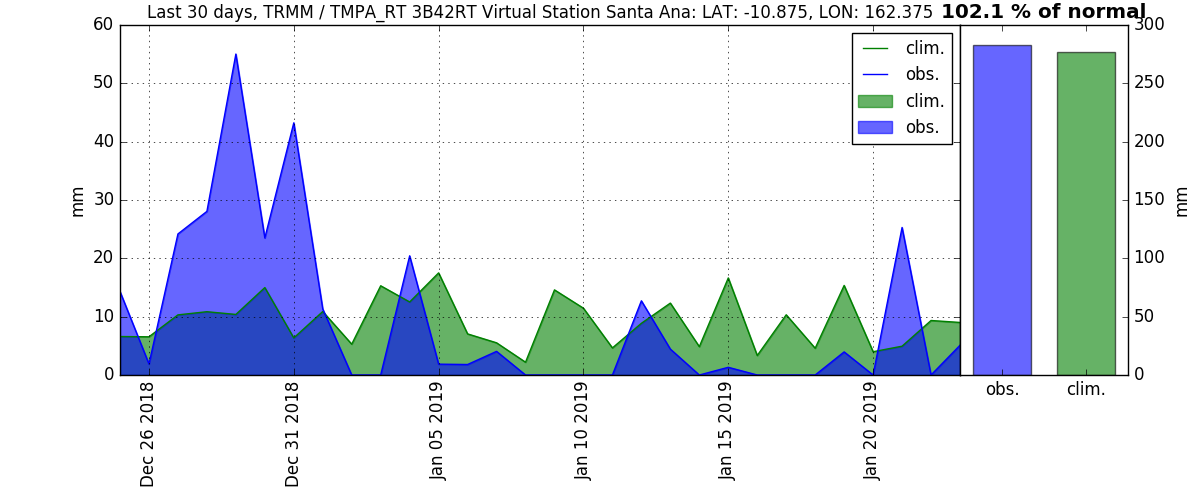 Last 30 days, TRMM / TMPA_RT 3B42RT Virtual Station Santa Ana: LAT: -10.875, LON: 162.375 102.1 % of normal
60
50
40
30
20
10
0
mm
clim.
obs.
clim.
obs.
300
250
200
150
100
50
0
mm
Dec 26 2018
Dec 31 2018
Jan 05 2019
Jan 10 2019
Jan 15 2019
Jan 20 2019
obs.
clim.